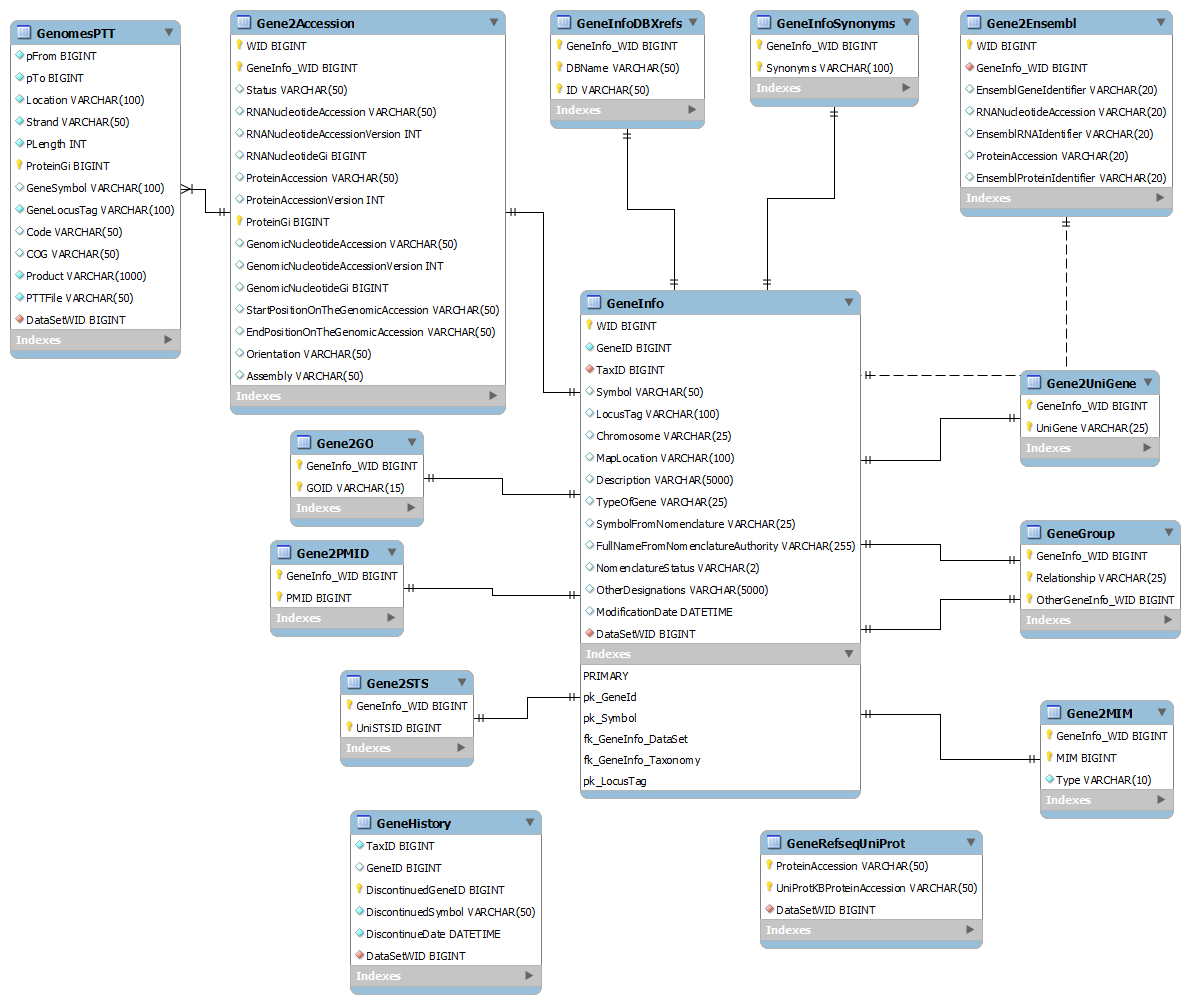 GenomesPTT
pFrom BIGINT
pTo BIGINT
Location VARCHAR(100)
Strand VARCHAR(50)
PLength INT
ProteinGi BIGINT
GeneSymbol VARCHAR(100)
GeneLocusTag VARCHAR(100)
Code VARCHAR(50)
COG VARCHAR(50)
Product VARCHAR(1000)
PTTFile VARCHAR(50)
DataSetWID BIGINT
Indexes
Gene2Accession
WID BIGINT
GeneInfo_WID BIGINT
Status VARCHAR(50)
RNANucleotideAccession VARCHAR(50)
RNANucleotideAccessionVersion INT
RNANucleotideGi BIGINT
ProteinAccession VARCHAR(50)
ProteinAccessionVersion INT
ProteinGi BIGINT
GenomicNucleotideAccession VARCHAR(50)
GenomicNucleotideAccessionVersion INT
GenomicNucleotideGi BIGINT
StartPositionOnTheGenomicAccession VARCHAR(50)
EndPositionOnTheGenomicAccession VARCHAR(50)
Orientation VARCHAR(50)
Assembly VARCHAR(50)
Indexes
GeneInfoDBXrefs
GeneInfo_WID BIGINT
DBName VARCHAR(50)
ID VARCHAR(50)
Indexes
GeneInfoSynonyms
GeneInfo_WID BIGINT
Synonyms VARCHAR(100)
Indexes
Gene2Ensembl
WID BIGINT
GeneInfo_WID BIGINT
EnsemblGeneIdentifier VARCHAR(20)
RNANucleotideAccession VARCHAR(20)
EnsemblRNAIdentifier VARCHAR(20)
ProteinAccession VARCHAR(20)
EnsemblProteinIdentifier VARCHAR(20)
Indexes
GeneInfo
WID BIGINT
GeneID BIGINT
TaxID BIGINT
Symbol VARCHAR(50)
LocusTag VARCHAR(100)
Chromosome VARCHAR(25)
MapLocation VARCHAR(100)
Description VARCHAR(5000)
TypeOfGene VARCHAR(25)
SymbolFromNomenclature VARCHAR(25)
FullNameFromNomenclatureAuthority VARCHAR(255)
NomenclatureStatus VARCHAR(2)
OtherDesignations VARCHAR(5000)
ModificationDate DATETIME
DataSetWID BIGINT
Indexes
PRIMARY
pk_GeneId
pk_Symbol
fk_GeneInfo_DataSet
fk_GeneInfo_Taxonomy
pk_LocusTag
Gene2UniGene
GeneInfo_WID BIGINT
UniGene VARCHAR(25)
Indexes
Gene2GO
GeneInfo_WID BIGINT
GOID VARCHAR(15)
Indexes
Gene2PMID
GeneInfo_WID BIGINT
PMID BIGINT
Indexes
GeneGroup
GeneInfo_WID BIGINT
Relationship VARCHAR(25)
OtherGeneInfo_WID BIGINT
Indexes
Gene2STS
GeneInfo_WID BIGINT
UniSTSID BIGINT
Indexes
Gene2MIM
GeneInfo_WID BIGINT
MIM BIGINT
Type VARCHAR(10)
Indexes
GeneHistory
TaxID BIGINT
GeneID BIGINT
DiscontinuedGeneID BIGINT
DiscontinuedSymbol VARCHAR(50)
DiscontinueDate DATETIME
DataSetWID BIGINT
Indexes
GeneRefseqUniProt
ProteinAccession VARCHAR(50)
UniProtKBProteinAccession VARCHAR(50)
DataSetWID BIGINT
Indexes